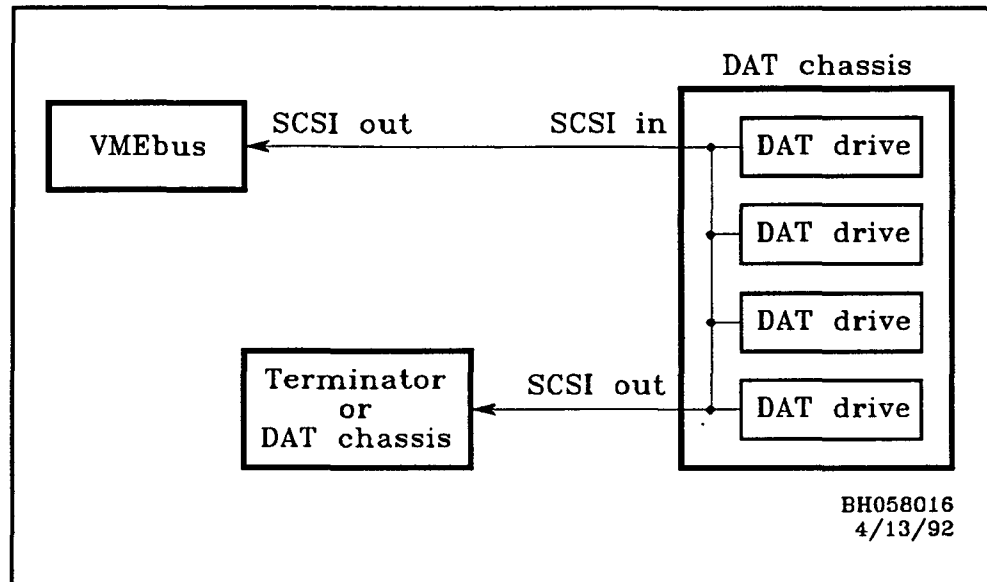 DAT chassis
VMEbus
SCSI out
SCSI in
DAT drive
DAT drive
DAT drive
DAT drive
Terminator
or
DAT chassis
SCSI out
BH058016
4/13/92